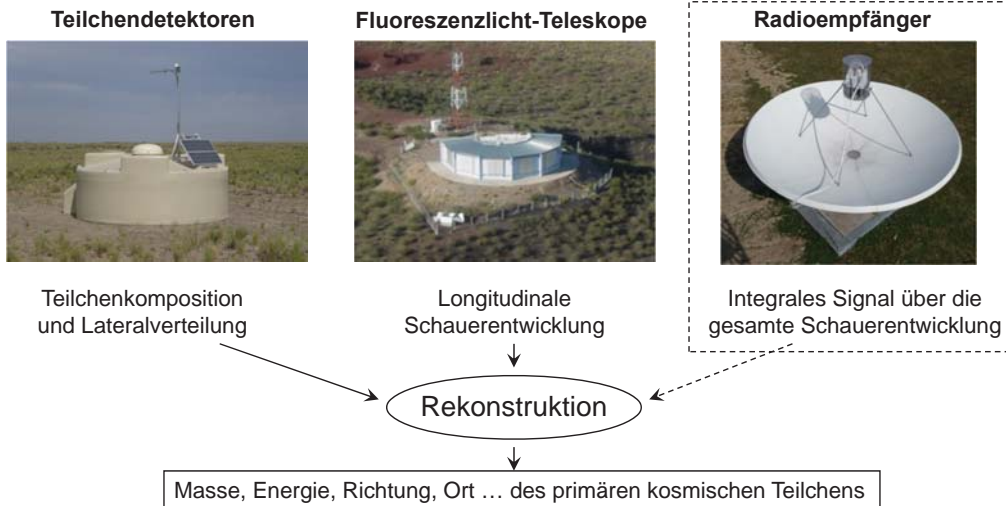 Teilchendetektoren
Fluoreszenzlicht-Teleskope
Radioempfänger
Teilchenkomposition
und Lateralverteilung
Longitudinale
Schauerentwicklung
Integrales Signal über die
gesamte Schauerentwicklung
Rekonstruktion
Masse, Energie, Richtung, Ort … des primären kosmischen Teilchens